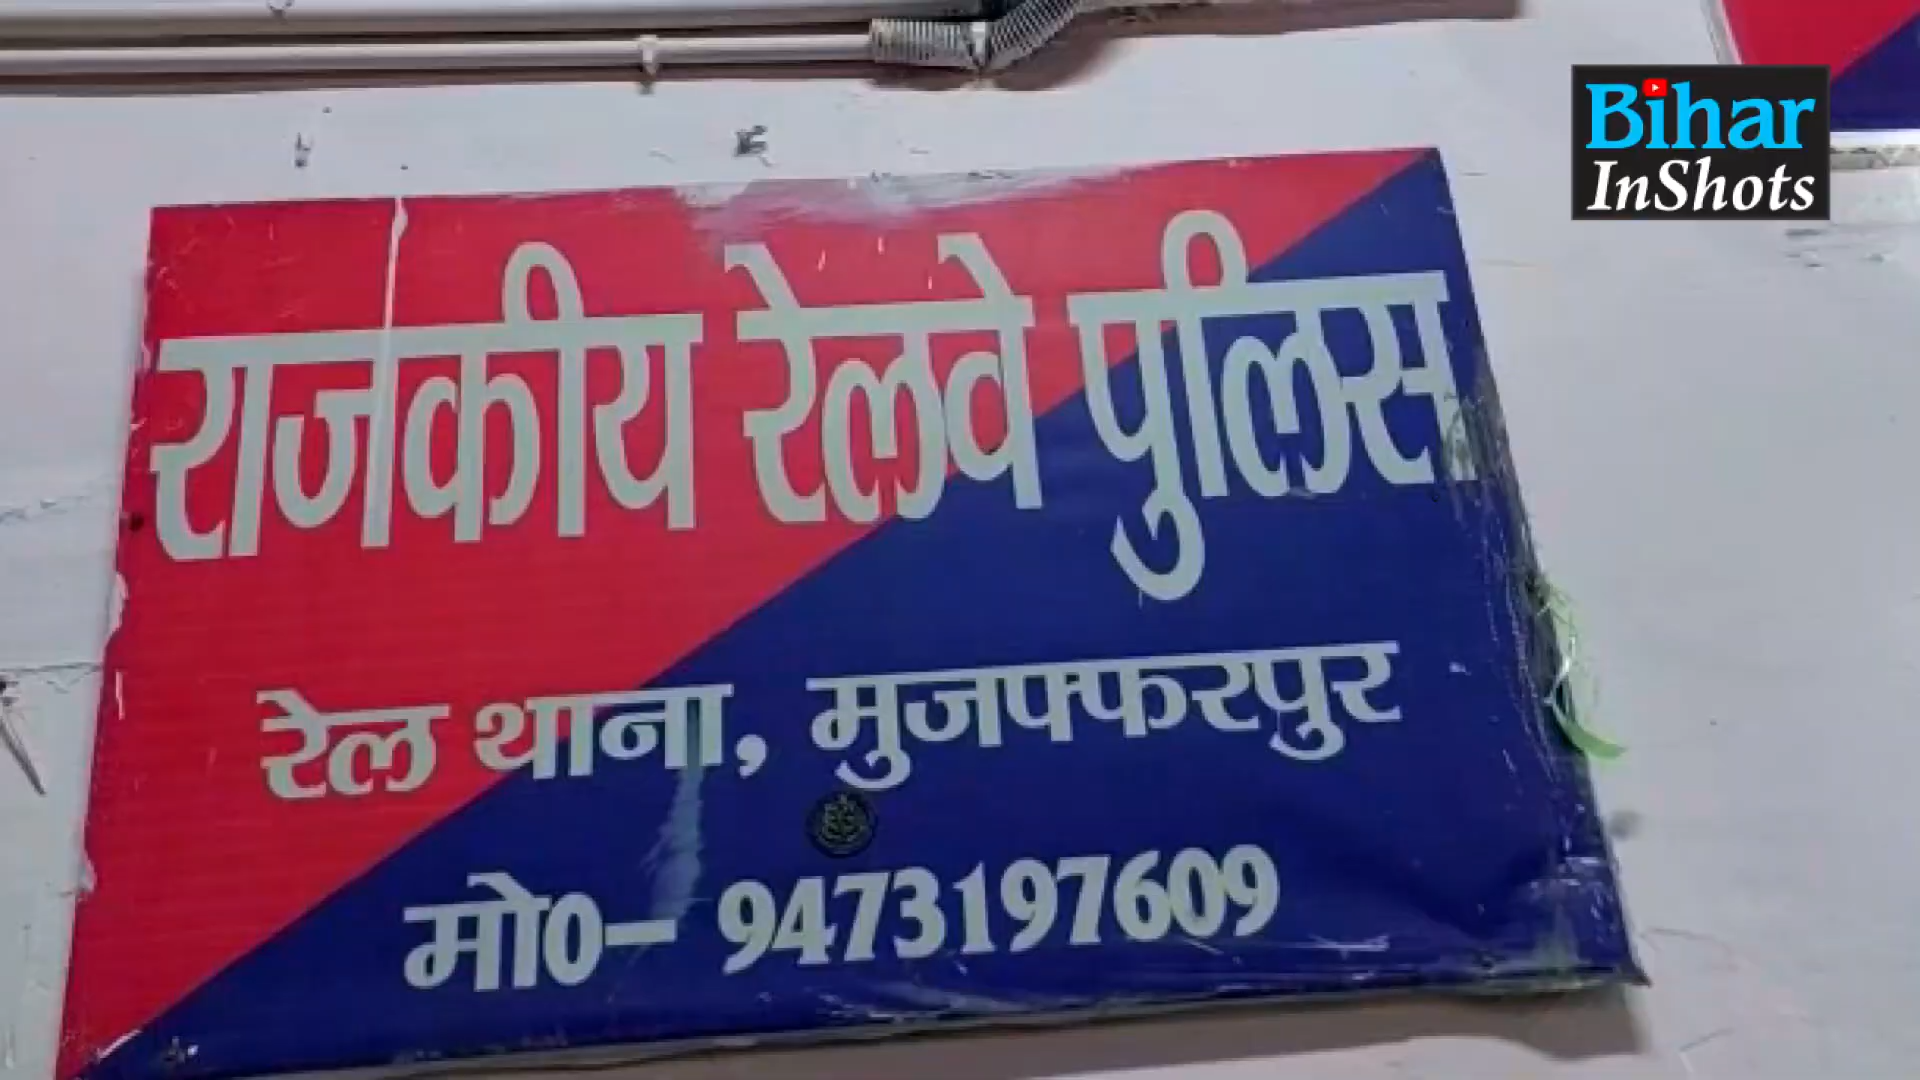 Bihar
InShots
राजकीय रेलवे पुलिस
रेल थाना, मुजफ्फरपुर
मो0- 9473197609